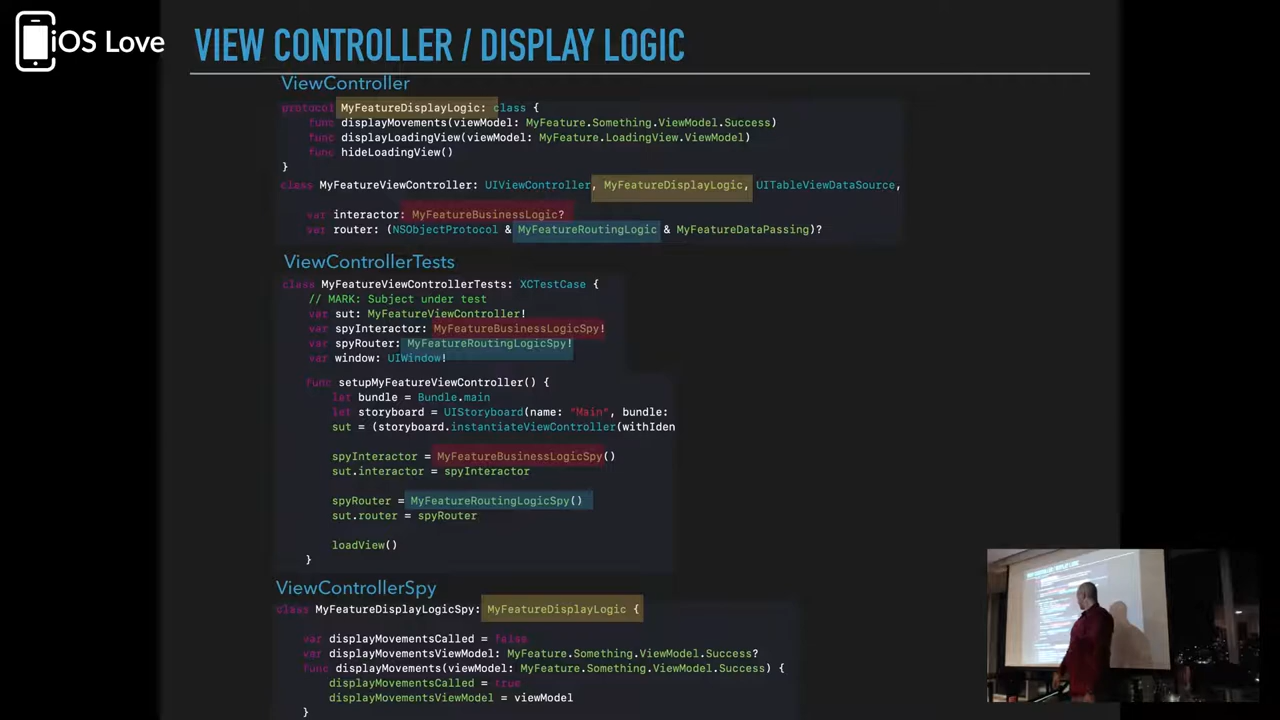 iOS Love
VIEW CONTROLLER / DISPLAY LOGIC
ViewController
protocol MyFeatureDisplayLogic: class {
func displayMovements(viewModel: MyFeature.Something.ViewModel.Success)
func displayLoadingView(viewModel: MyFeature.LoadingView.ViewModel)
func hideLoadingView()
}
class MyFeatureViewController: UIViewController, MyFeatureDisplayLogic, UITableViewDataSource,
var interactor: MyFeatureBusinessLogic?
var router: (NSObjectProtocol & MyFeatureRoutingLogic & MyFeatureDataPassing)?
ViewControllerTests
class MyFeatureViewControllerTests: XCTestCase {
// MARK: Subject under test
var sut: MyFeatureViewController!
var spyInteractor: MyFeatureBusinessLogicSpy!
var spyRouter: MyFeatureRoutingLogicSpy!
var window: UIWindow!
func setupMyFeatureViewController() {
let bundle = Bundle.main
let storyboard = UIStoryboard(name: "Main", bundle:
sut = (storyboard.instantiateViewController(withIden
spyInteractor = MyFeatureBusinessLogicSpy()
sut.interactor = spyInteractor
spyRouter = MyFeatureRoutingLogicSpy()
sut.router = spyRouter
loadView()
}
ViewControllerSpy
class MyFeatureDisplayLogicSpy: MyFeatureDisplayLogic {
var displayMovementsCalled = false
var displayMovementsViewModel: MyFeature.Something.ViewModel.Success?
func displayMovements(viewModel: MyFeature.Something.ViewModel.Success) {
displayMovementsCalled = true
displayMovementsViewModel = viewModel
}